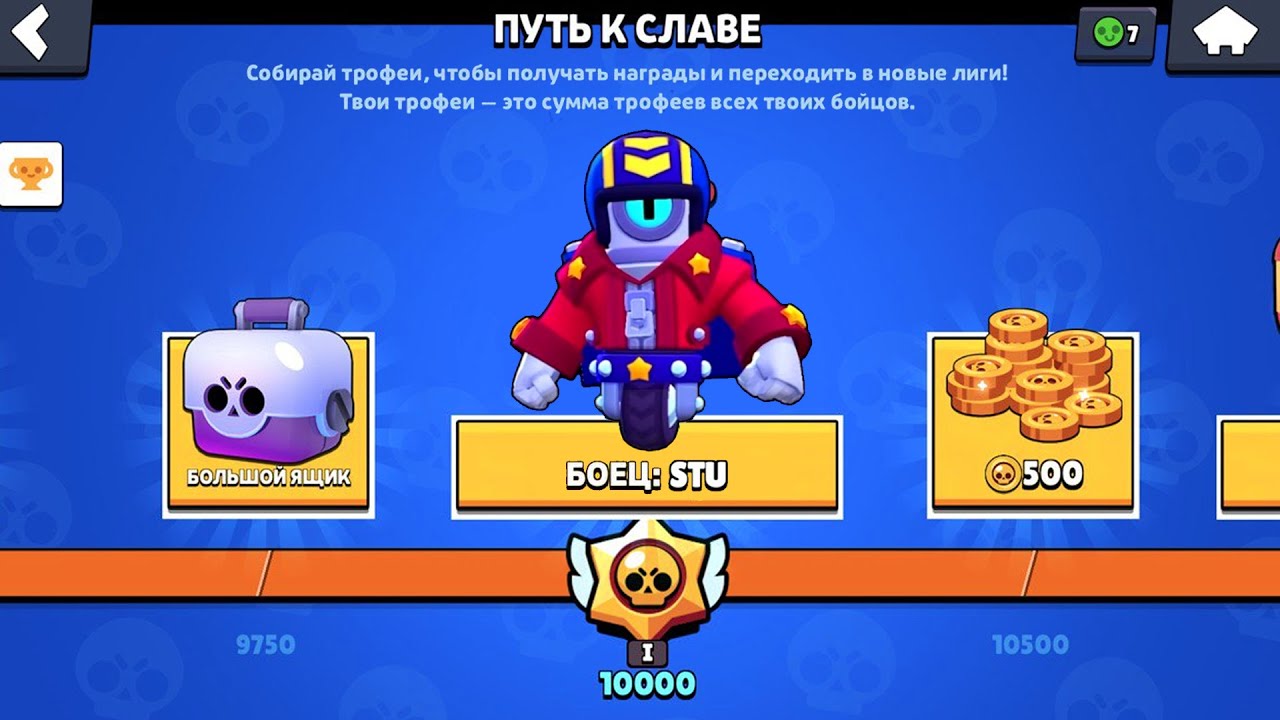 ПУТЬ К СЛАВЕ
7
Собирай трофеи, чтобы получать награды и переходить в новые лиги!
Твои трофеи — это сумма трофеев всех твоих бойцов.
БОЛЬШОЙ ЯЩИК
БОЕЦ: STU
500
9750
I
10000
10500